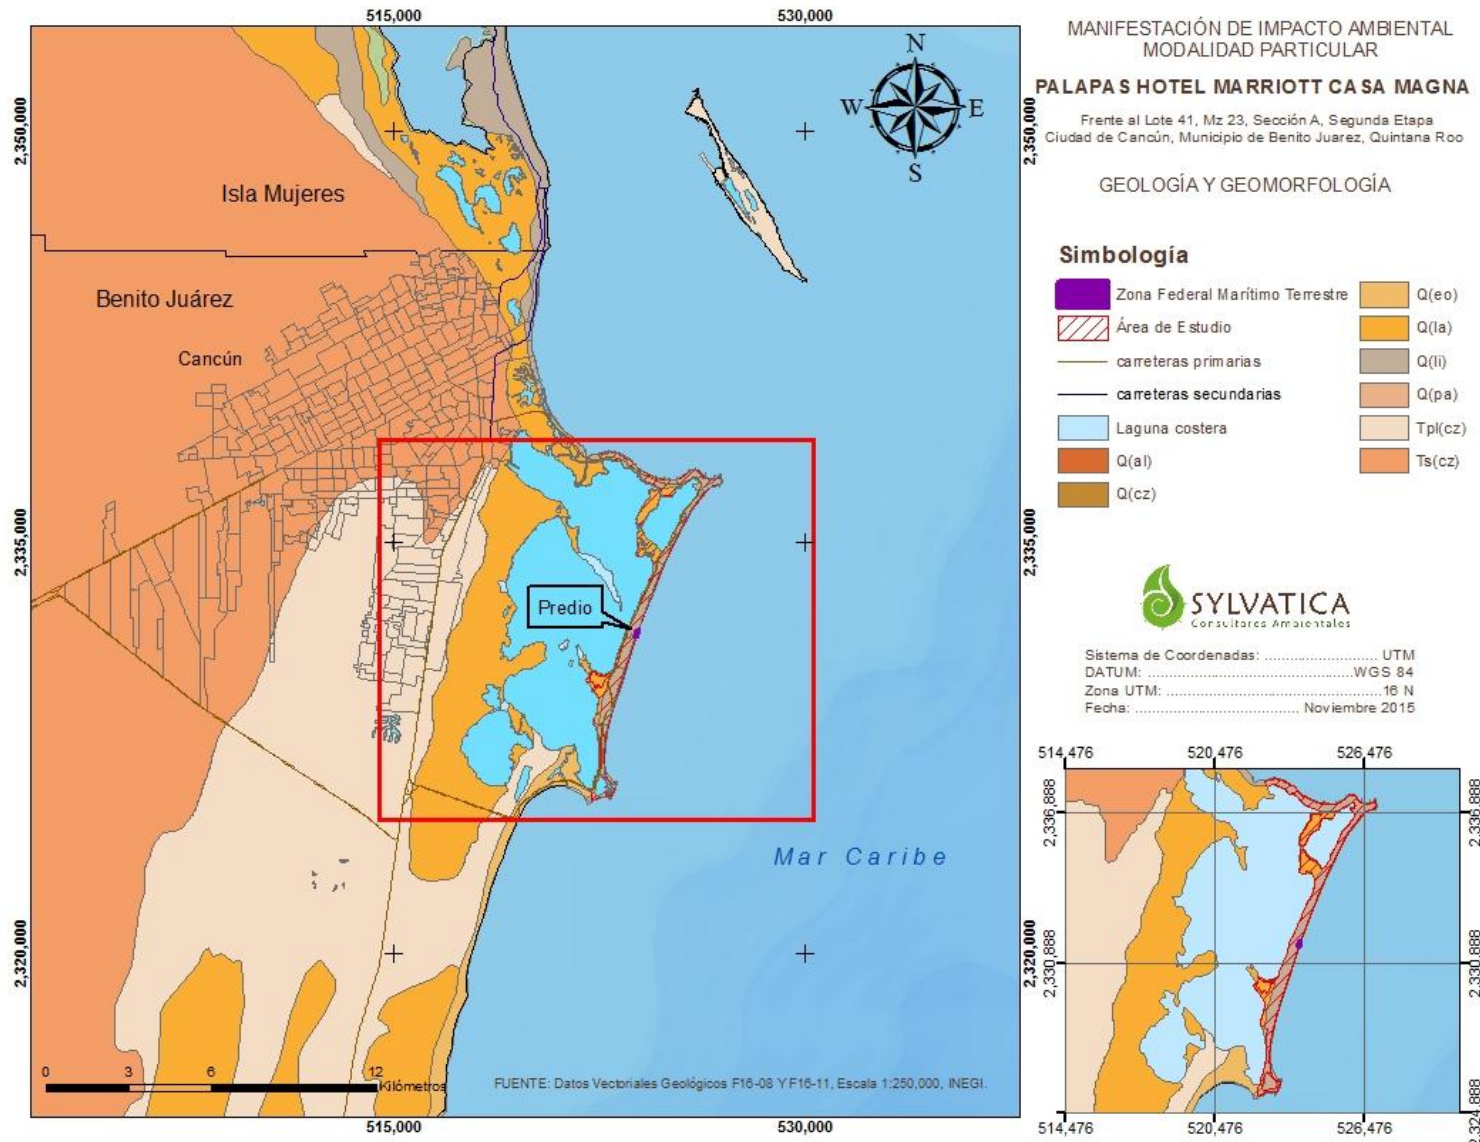 515,000
530,000
2,350,000
2,335,000
2,320,000
N
W
E
S
Isla Mujeres
Benito Juárez
Cancún
Predio
Mar Caribe
0 3 6 12
Kilómetros
FUENTE: Datos Vectoriales Geológicos F16-08 Y F16-11, Escala 1:250,000, INEGI.
515,000
530,000
2,350,000
2,335,000
2,320,000
MANIFESTACIÓN DE IMPACTO AMBIENTAL
MODALIDAD PARTICULAR
PALAPAS HOTEL MARRIOTT CASA MAGNA
Frente al Lote 41, Mz 23, Sección A, Segunda Etapa
Ciudad de Cancún, Municipio de Benito Juarez, Quintana Roo
GEOLOGÍA Y GEOMORFOLOGÍA
Simbología
Zona Federal Marítimo Terrestre
Área de Estudio
carreteras primarias
carreteras secundarias
Laguna costera
Q(al)
Q(cz)
Q(eo)
Q(la)
Q(li)
Q(pa)
Tpl(cz)
Ts(cz)
SYLVATICA
Consultores Ambientales
Sistema de Coordenadas: ............................ UTM
DATUM: ....................................................WGS 84
Zona UTM: .....................................................16 N
Fecha: ........................................ Noviembre 2015
514,476
520,476
526,476
2,336,888
2,330,888
2,336,888
2,330,888
2,324,888
514,476
520,476
526,476